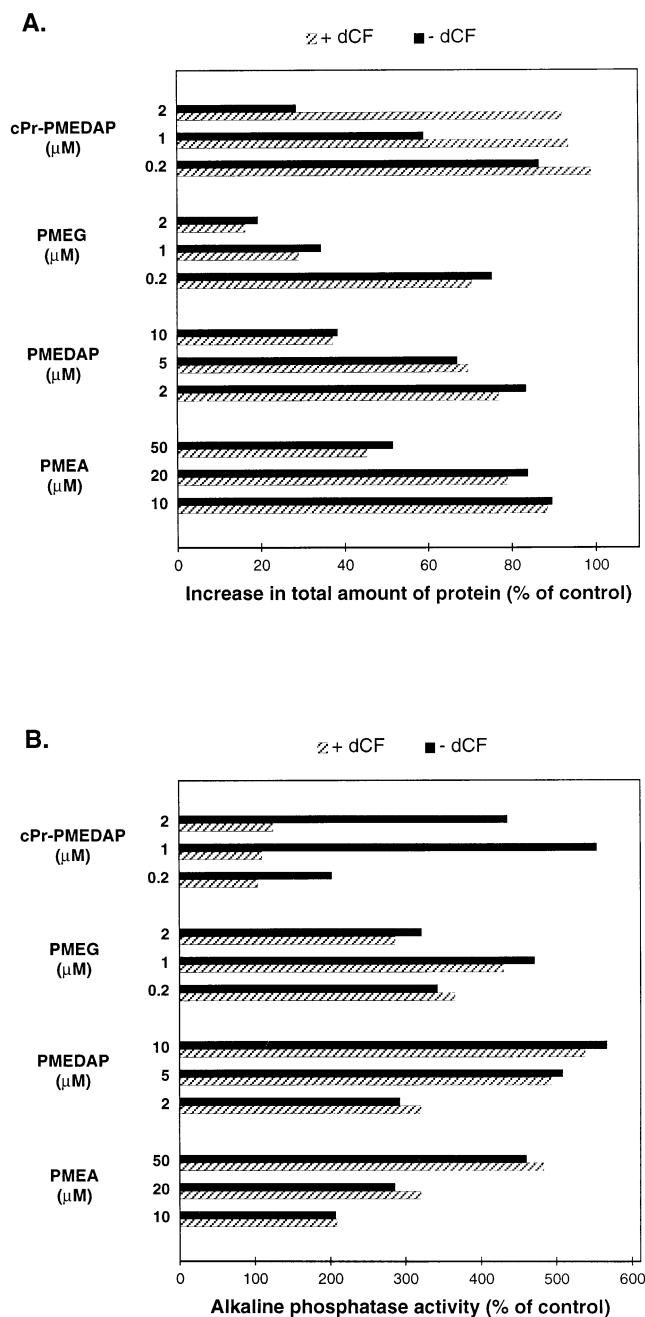 A.
+ dCF - dCF
cPr-PMEDAP
(μM)
2
1
0.2
PMEG
(μM)
2
1
0.2
PMEDAP
(μM)
10
5
2
PMEA
(μM)
50
20
10
0 20 40 60 80 100
Increase in total amount of protein (% of control)
B.
+ dCF - dCF
cPr-PMEDAP
(μM)
2
1
0.2
PMEG
(μM)
2
1
0.2
PMEDAP
(μM)
10
5
2
PMEA
(μM)
50
20
10
0 100 200 300 400 500 600
Alkaline phosphatase activity (% of control)